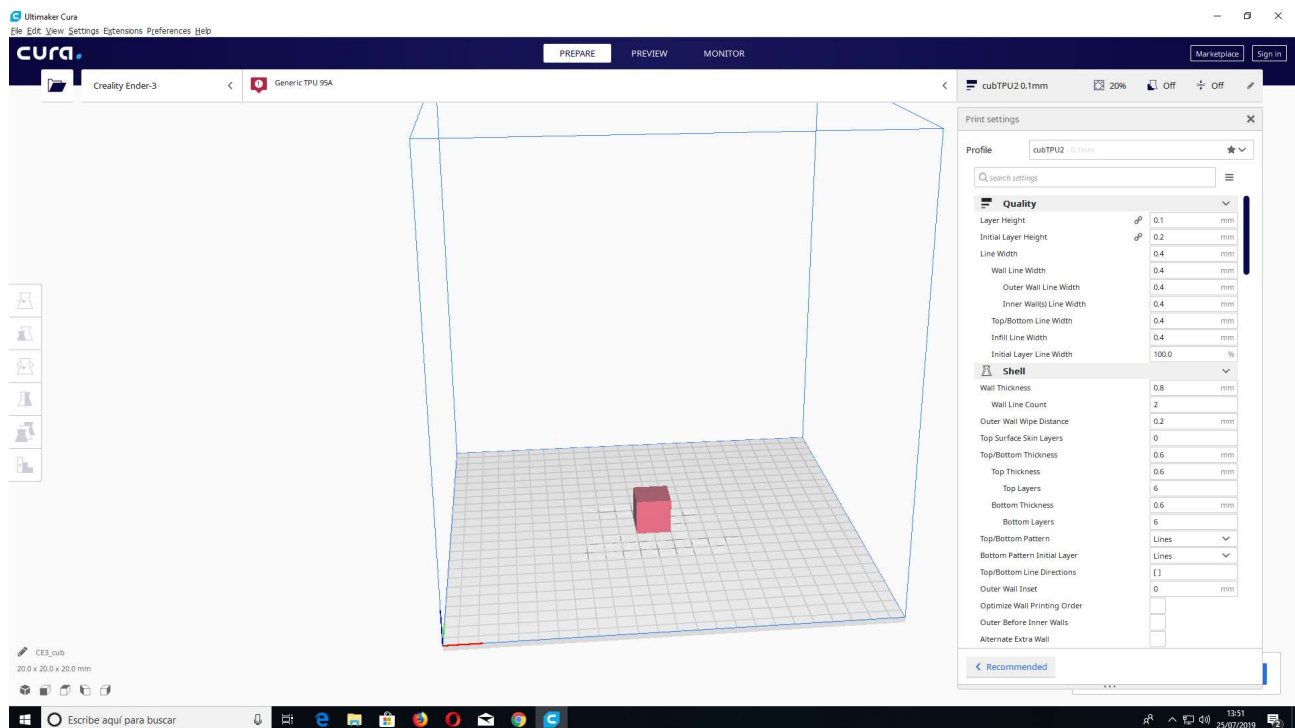 Ultimaker Cura
File Edit View Settings Extensions Preferences Help
cura.
PREPARE PREVIEW MONITOR
Marketplace Sign in
Creality Ender-3
1 Generic TPU 95A
cubTPU2 0.1mm 20% Off Off
Print settings
Profile cubTPU2 - 0.1mm
search settings
Quality
Layer Height 0.1 mm
Initial Layer Height 0.2 mm
Line Width 0.4 mm
Wall Line Width 0.4 mm
Outer Wall Line Width 0.4 mm
Inner Wall(s) Line Width 0.4 mm
Top/Bottom Line Width 0.4 mm
Infill Line Width 0.4 mm
Initial Layer Line Width 100.0 %
Shell
Wall Thickness 0.8 mm
Wall Line Count 2
Outer Wall Wipe Distance 0.2 mm
Top Surface Skin Layers 0
Top/Bottom Thickness 0.6 mm
Top Thickness 0.6 mm
Top Layers 6
Bottom Thickness 0.6 mm
Bottom Layers 6
Top/Bottom Pattern Lines
Bottom Pattern Initial Layer Lines
Top/Bottom Line Directions [ ]
Outer Wall Inset 0 mm
Optimize Wall Printing Order
Outer Before Inner Walls
Alternate Extra Wall
Recommended
CE3_cub
20.0 x 20.0 x 20.0 mm
Escribe aquí para buscar
13:51
25/07/2019